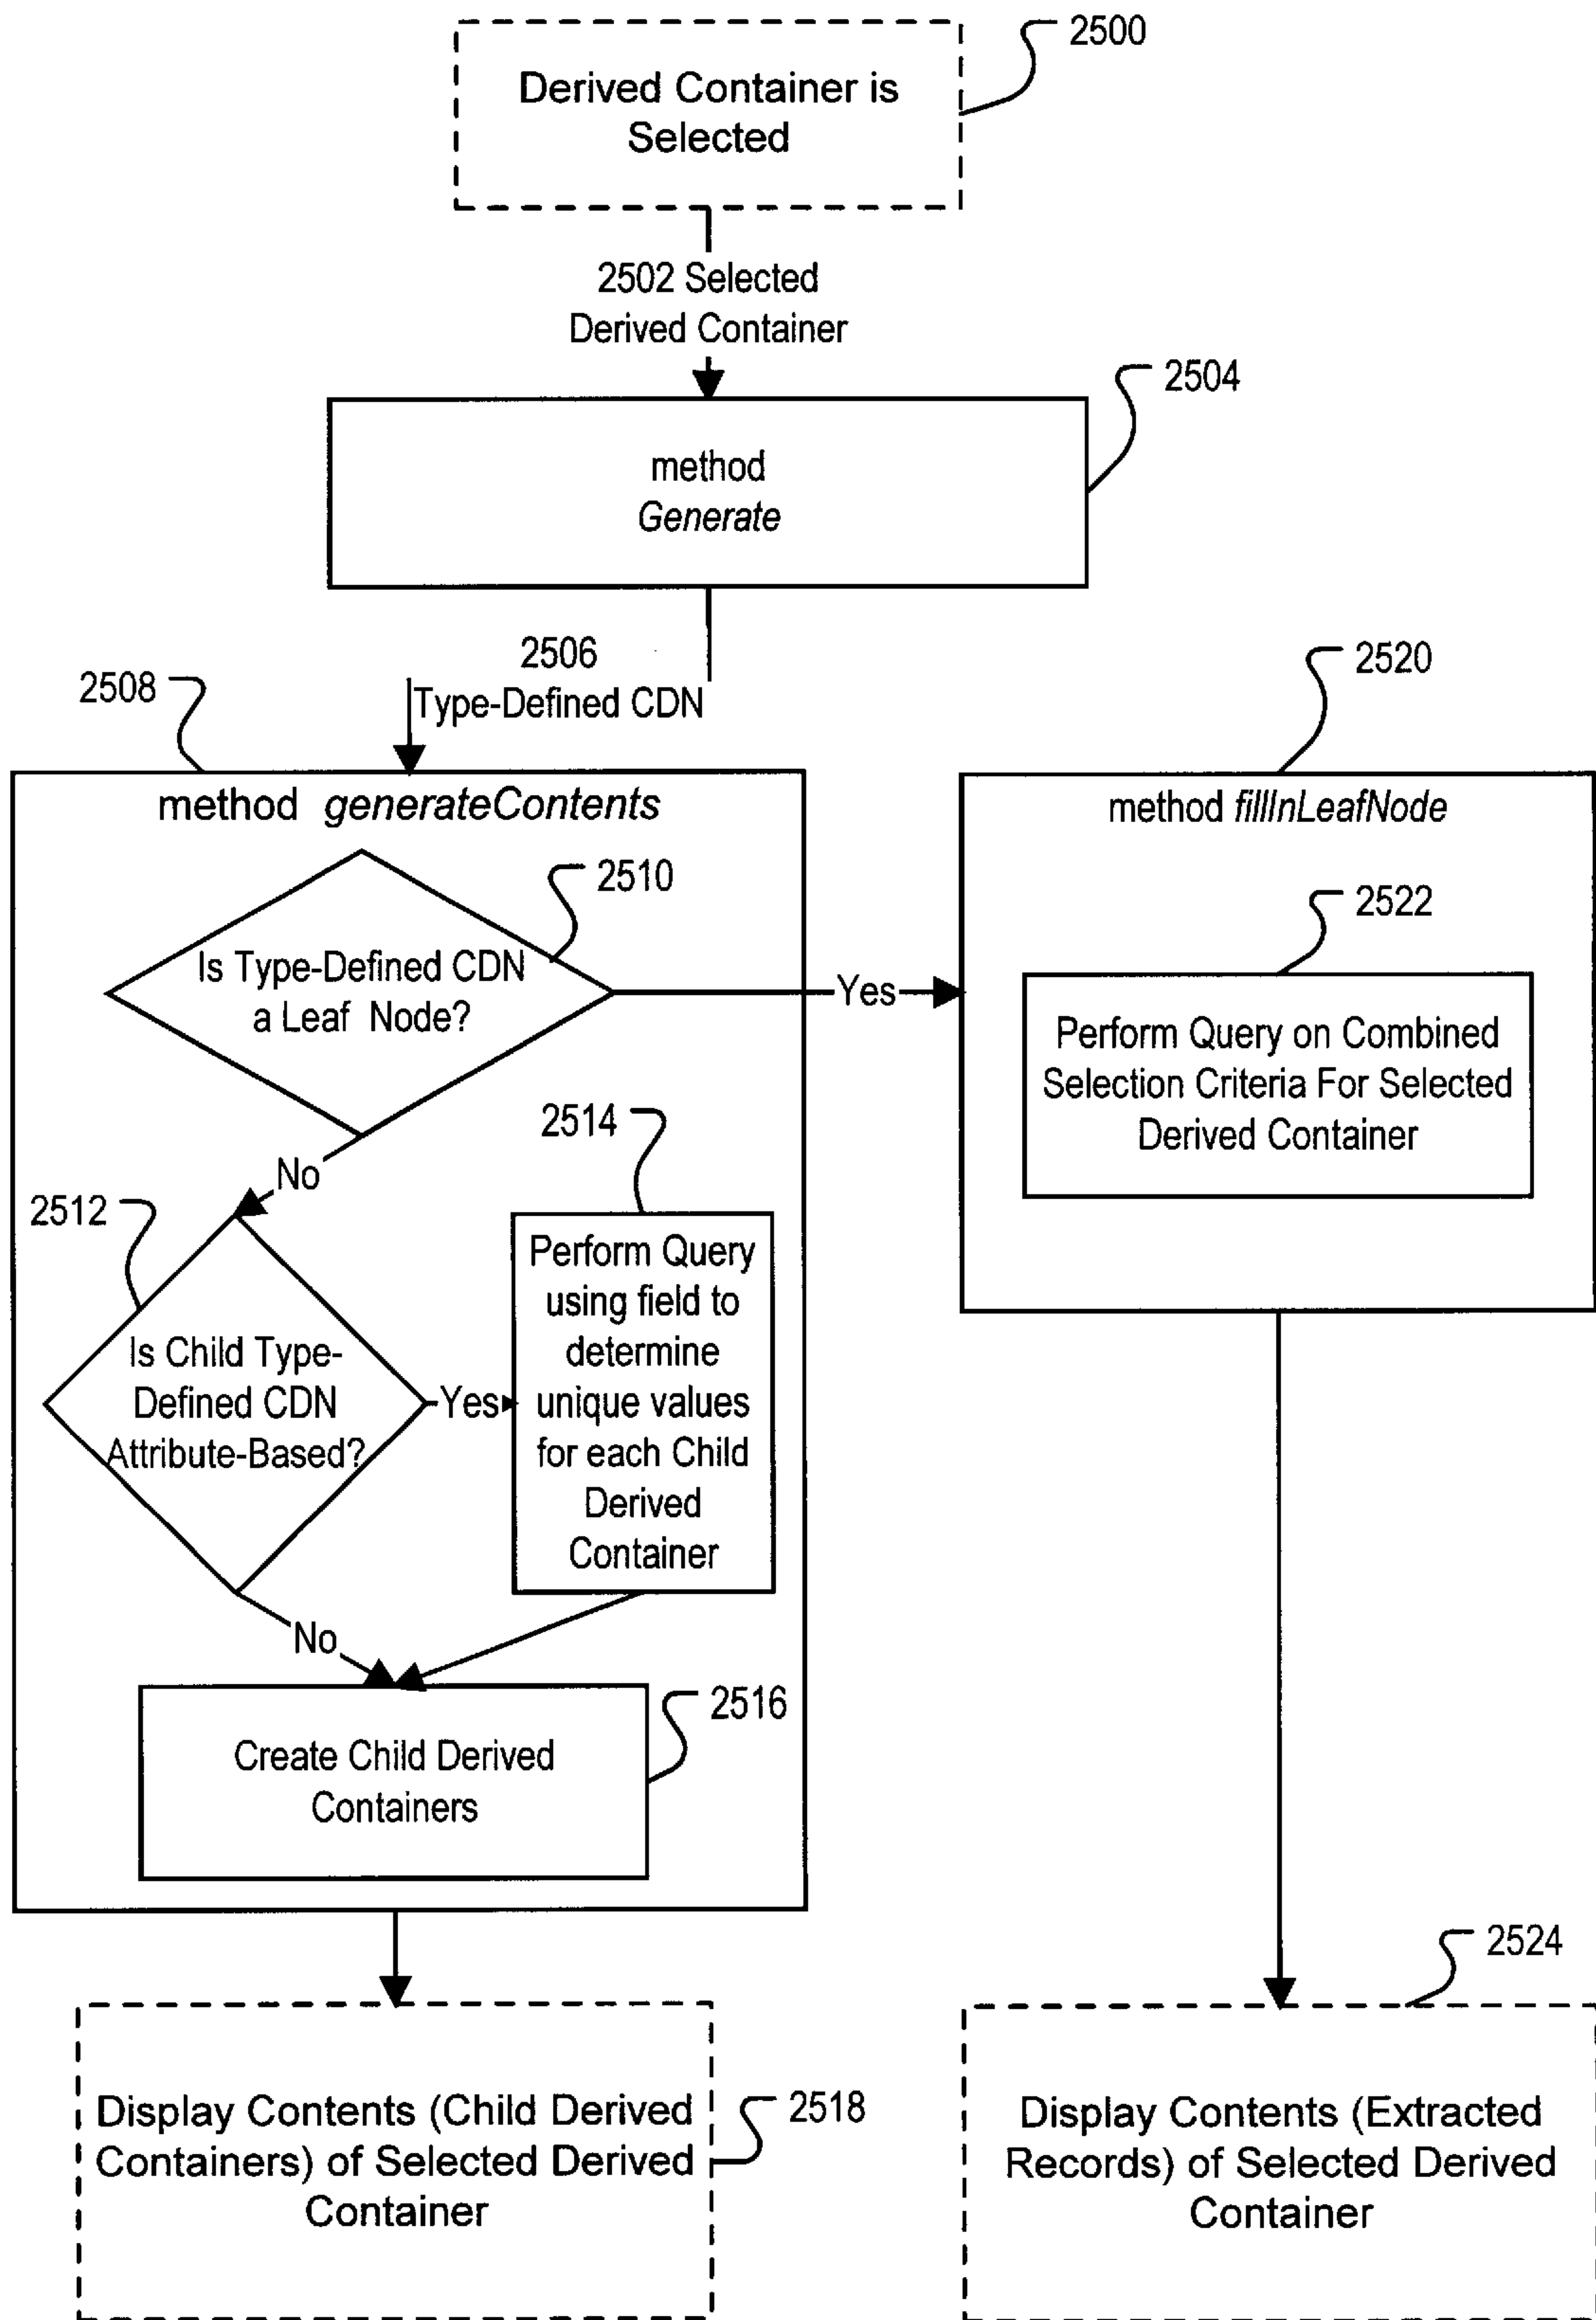 2500
Derived Container is
Selected
2502 Selected
Derived Container
2504
method
Generate
2506
Type-Defined CDN
2508
2520
method generateContents
method fillInLeafNode
2510
Is Type-Defined CDN
a Leaf Node?
Yes
2522
Perform Query on Combined
Selection Criteria For Selected
Derived Container
No
2512
2514
Is Child Type-
Defined CDN
Attribute-Based?
Yes
Perform Query
using field to
determine
unique values
for each Child
Derived
Container
No
2516
Create Child Derived
Containers
2518
Display Contents (Child Derived
Containers) of Selected Derived
Container
2524
Display Contents (Extracted
Records) of Selected Derived
Container